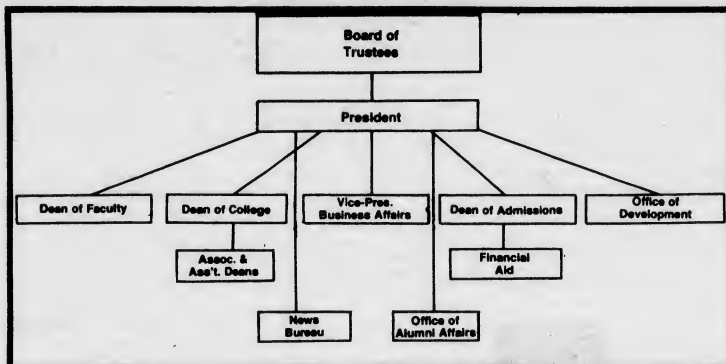 Board of
Trustees
President
Dean of Faculty
Dean of College
Vice-Pres.
Business Affairs
Dean of Admissions
Office of
Development
Assoc. &
Ass't. Deans
Financial
Aid
News
Bureau
Office of
Alumni Affairs